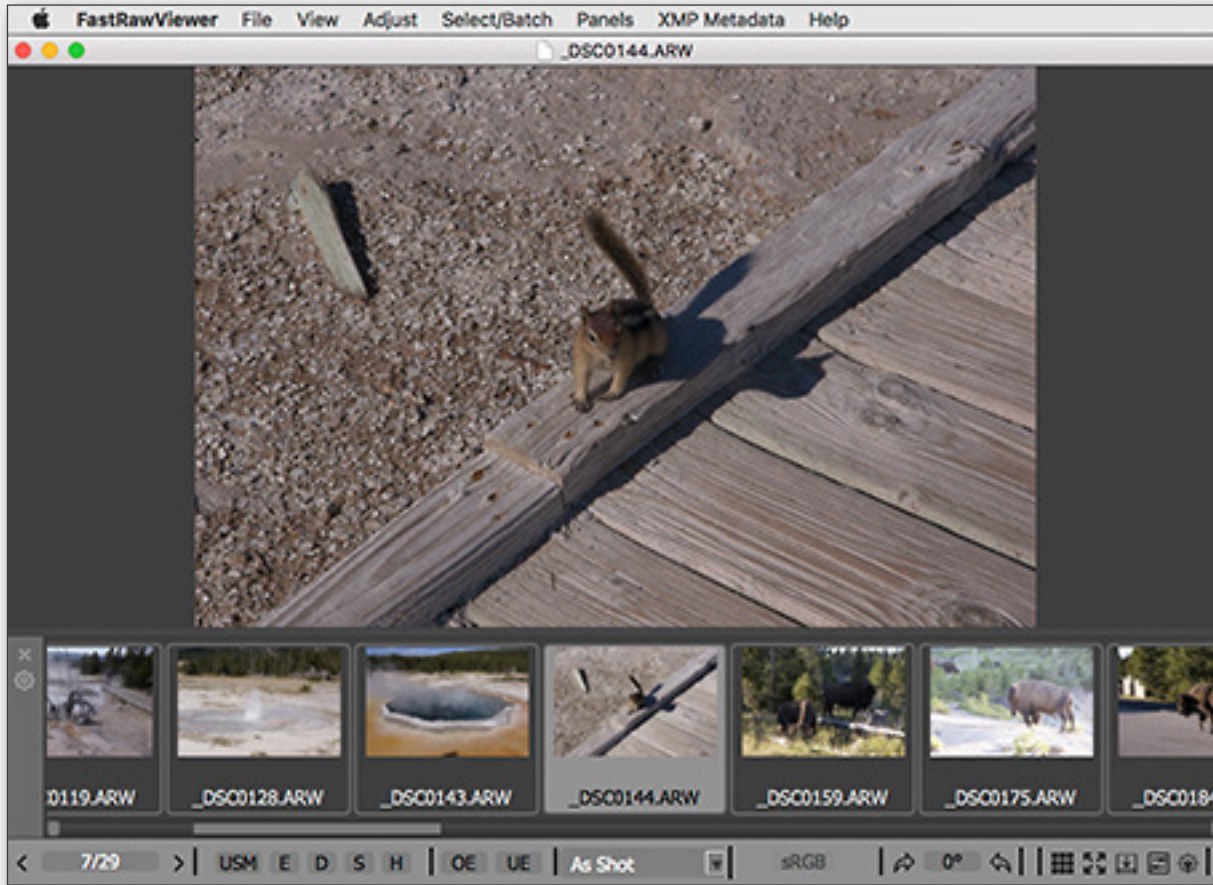 FastRawViewer File View Adjust Select/Batch Panels XMP Metadata Help
_DSC0144.ARW
0119.ARW _DSC0128.ARW _DSC0143.ARW _DSC0144.ARW _DSC0159.ARW _DSC0175.ARW _DSC0184
7/29 USM E D S H OE UE As Shot sRGB 0°